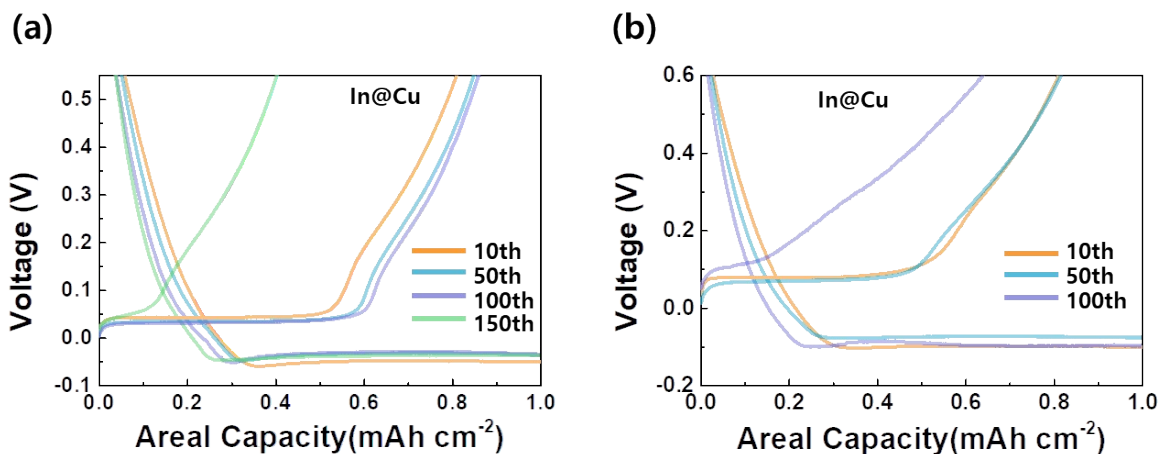 (a)
In@Cu
0.5
0.4
0.3
0.2
0.1
0.0
-0.1
Voltage (V)
10th
50th
100th
150th
0.0 0.2 0.4 0.6 0.8 1.0
Areal Capacity(mAh cm-2)
(b)
In@Cu
0.6
0.4
0.2
0.0
-0.2
Voltage (V)
10th
50th
100th
0.0 0.2 0.4 0.6 0.8 1.0
Areal Capacity(mAh cm-2)